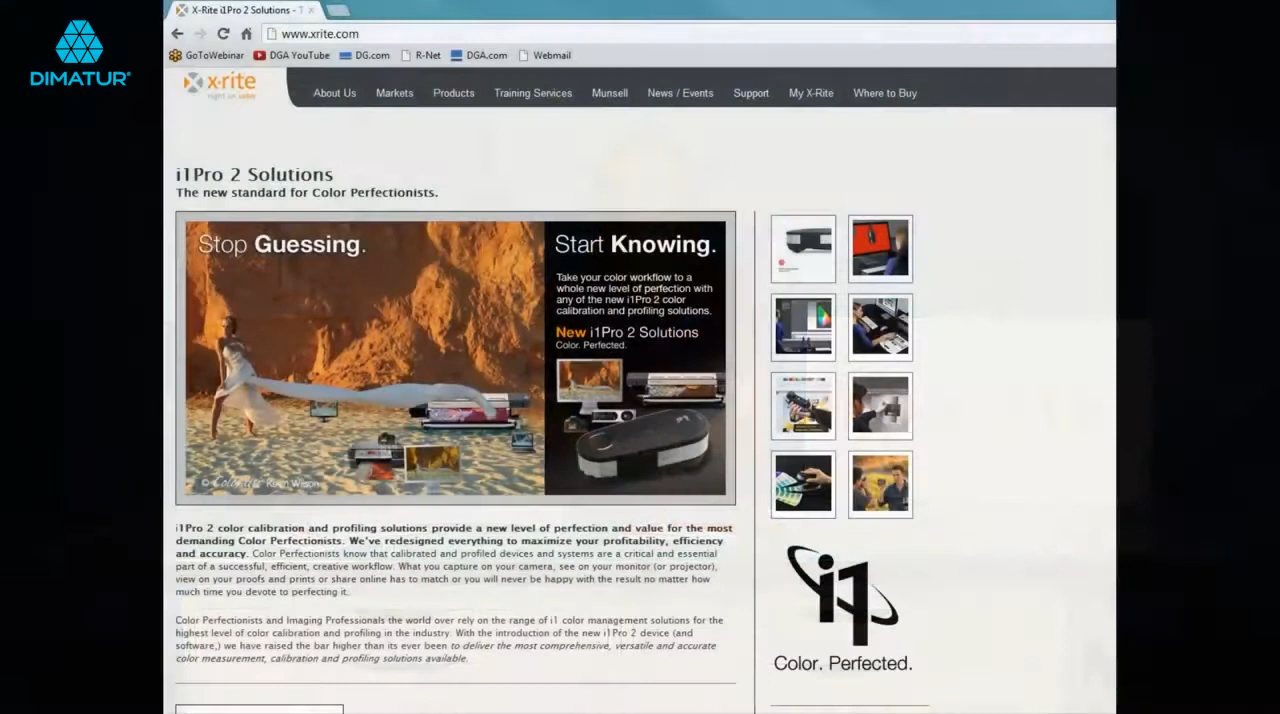 X-Rite i1Pro 2 Solutions - T
DIMATUR
www.xrite.com
GoToWebinar DGA YouTube DG.com R-Net DGA.com Webmail
x·rite
About Us Markets Products Training Services Munsell News / Events Support My X-Rite Where to Buy
i1Pro 2 Solutions
The new standard for Color Perfectionists.
Stop Guessing.
Start Knowing.
Take your color workflow to a
whole new level of perfection with
any of the new i1Pro 2 color
calibration and profiling solutions.
New i1Pro 2 Solutions
Color. Perfected.
i1Pro 2 color calibration and profiling solutions provide a new level of perfection and value for the most
demanding Color Perfectionists. We've redesigned everything to maximize your profitability, efficiency
and accuracy. Color Perfectionists know that calibrated and profiled devices and systems are a critical and essential
part of a successful, efficient, creative workflow. What you capture on your camera, see on your monitor (or projector),
view on your proofs and prints or share online has to match or you will never be happy with the result no matter how
much time you devote to perfecting it.
Color Perfectionists and Imaging Professionals the world over rely on the range of i1 color management solutions for the
highest level of color calibration and profiling in the industry. With the introduction of the new i1Pro 2 device (and
software,) we have raised the bar higher than its ever been to deliver the most comprehensive, versatile and accurate
color measurement, calibration and profiling solutions available.
i1
Color. Perfected.